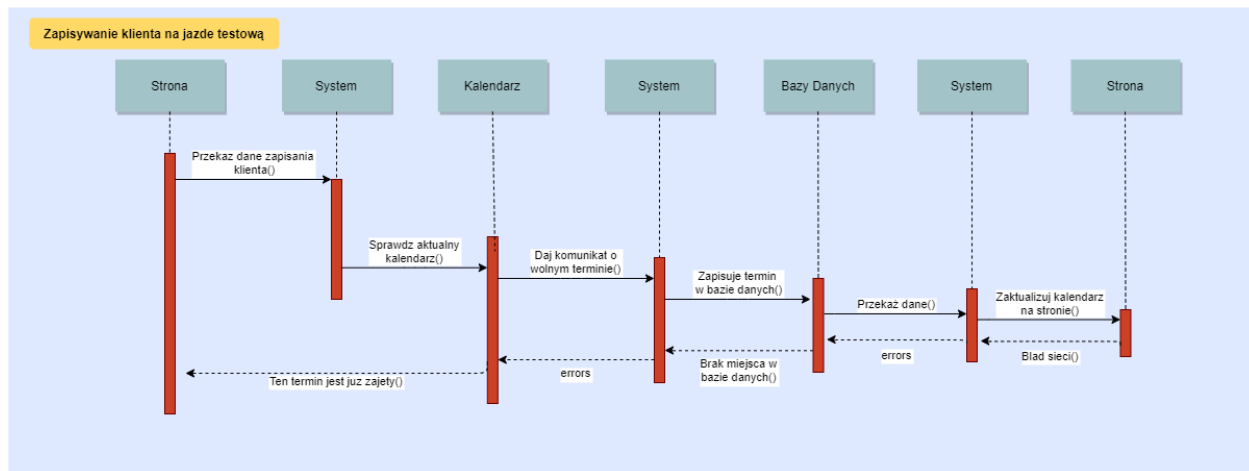 Zapisywanie klienta na jazde testową
Strona
System
Kalendarz
System
Bazy Danych
System
Strona
Przekaz dane zapisania
klienta()
Sprawdz aktualny
kalendarz()
Daj komunikat o
wolnym terminie()
Zapisuje termin
w bazie danych()
Przekaż dane()
Zaktualizuj kalendarz
na stronie()
Ten termin jest juz zajety()
errors
Brak miejsca w
bazie danych()
errors
Blad sieci()